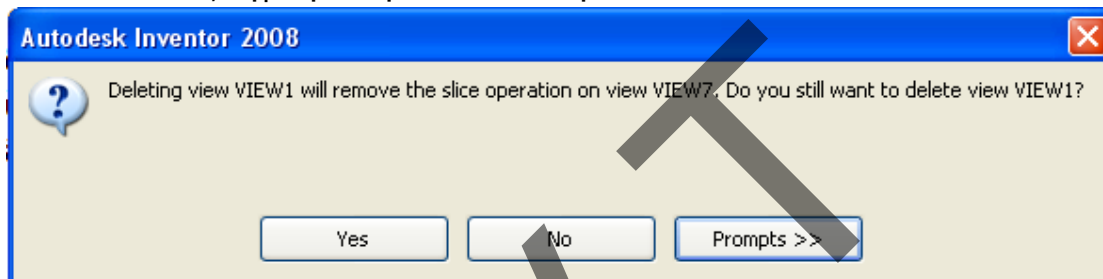 Autodesk Inventor 2008
Deleting view VIEW1 will remove the slice operation on view VIEW7. Do you still want to delete view VIEW1?
Yes
No
Prompts >>